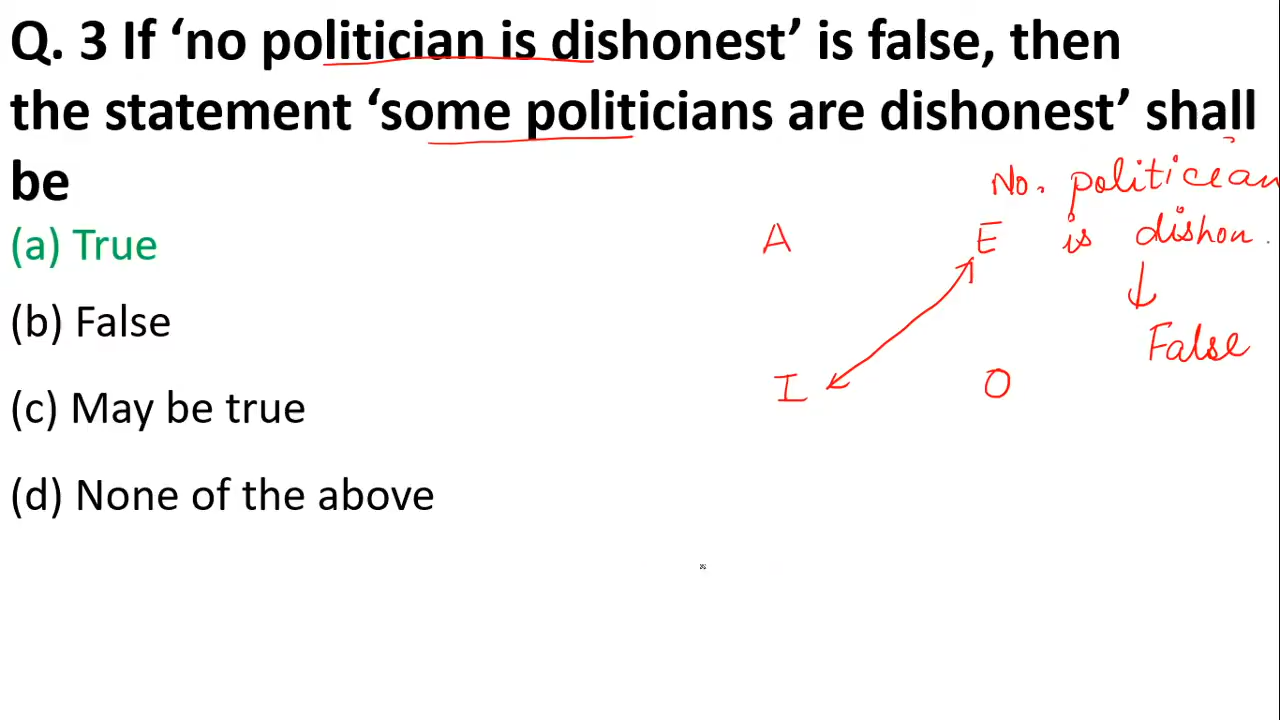 Q. 3 If ‘no politician is dishonest’ is false, then
the statement ‘some politicians are dishonest’ shall
be
No. politicean
(a) True
A E is dishon.
(b) False
False
(c) May be true
I O
(d) None of the above